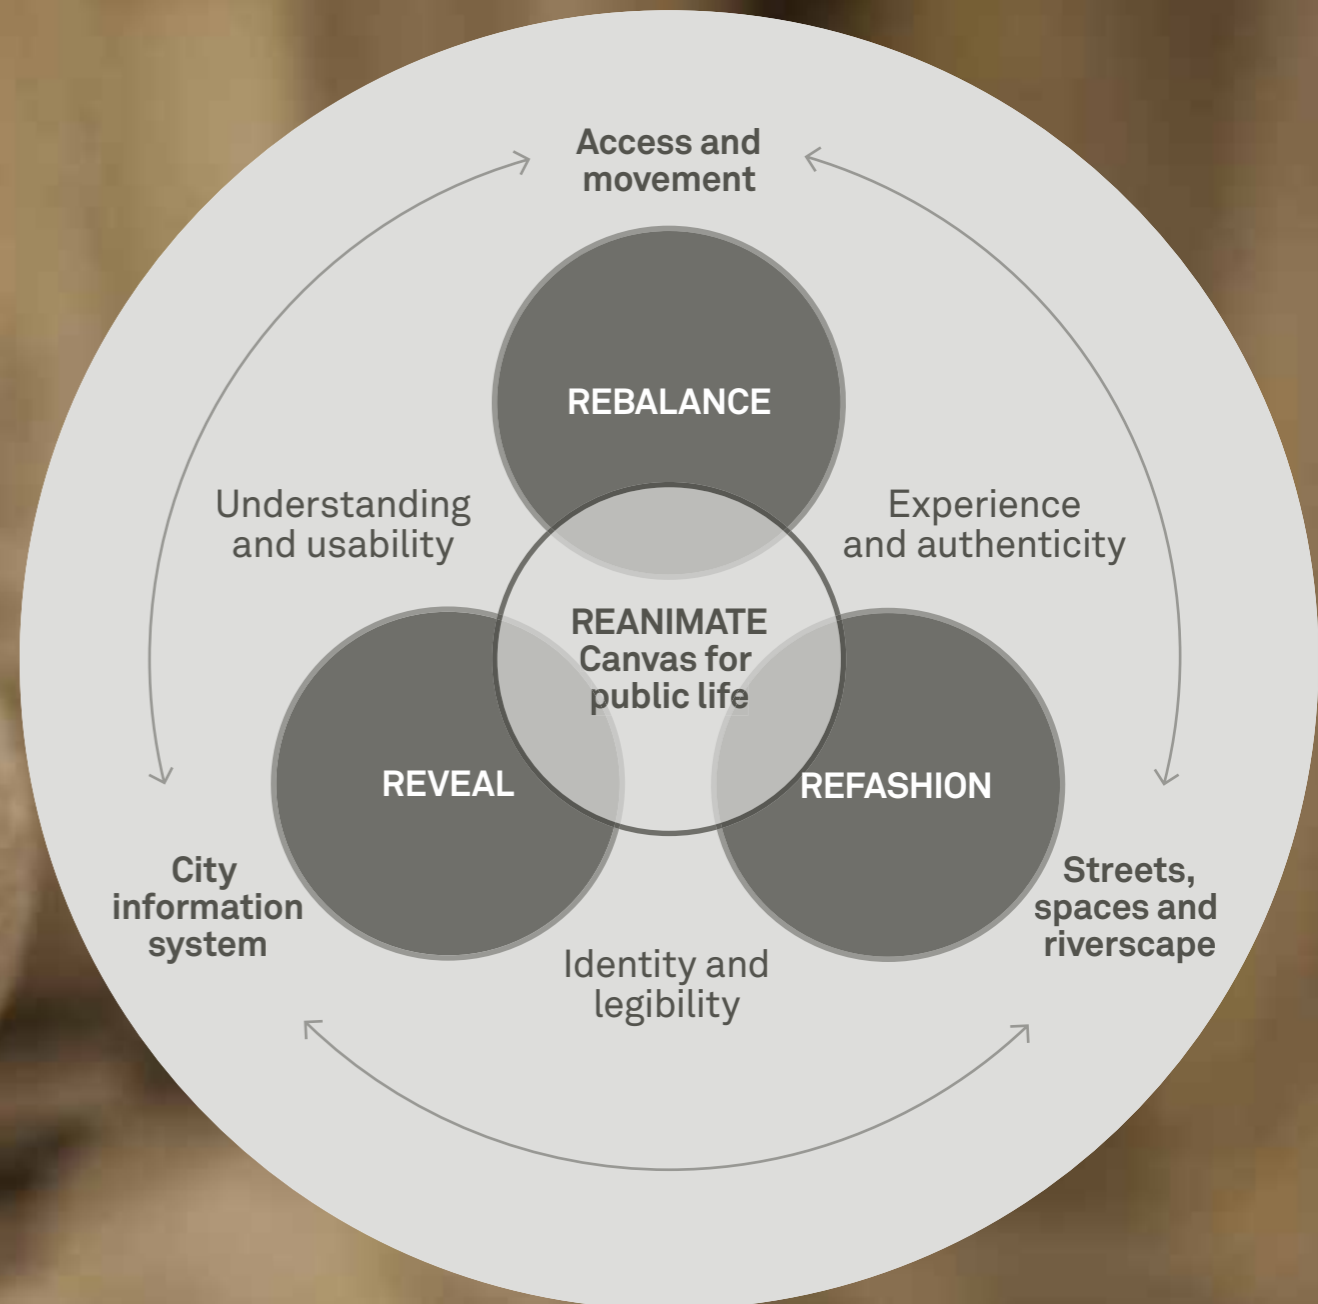 Access and
movement
REBALANCE
Understanding
and usability
Experience
and authenticity
REANIMATE
Canvas for
public life
REVEAL
REFASHION
City
information
system
Streets,
spaces and
riverscape
Identity and
legibility